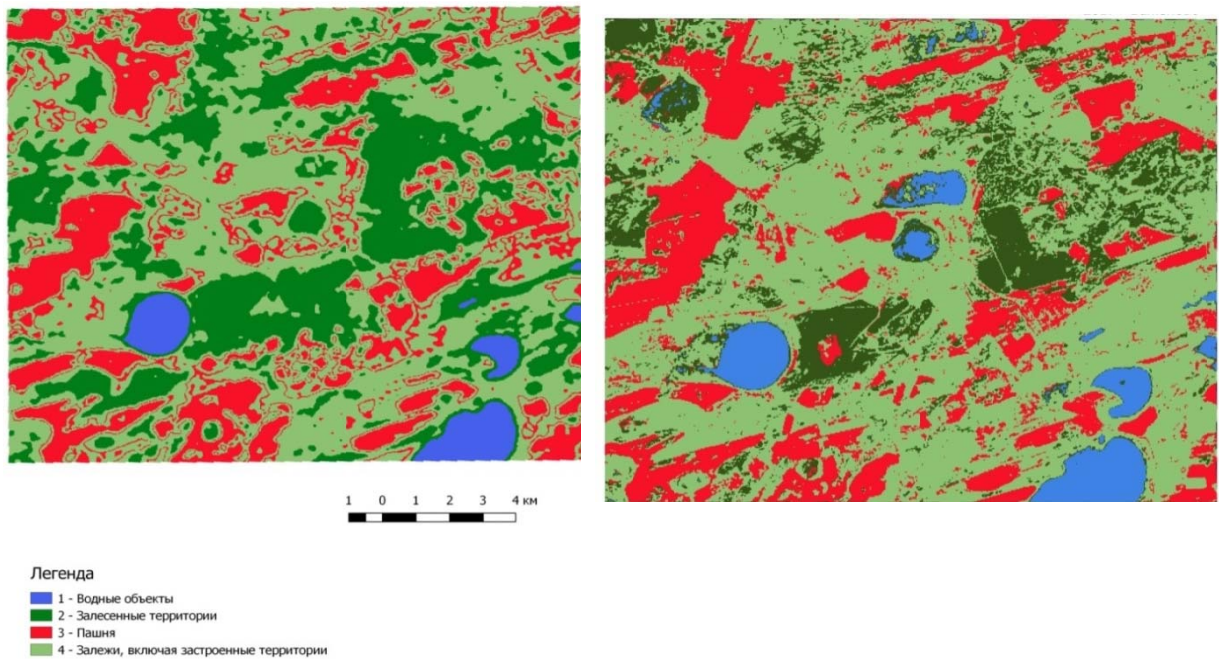 1 0 1 2 3 4 км
Легенда
1 - Водные объекты
2 - Залесенные территории
3 - Пашня
4 - Залежи, включая застроенные территории